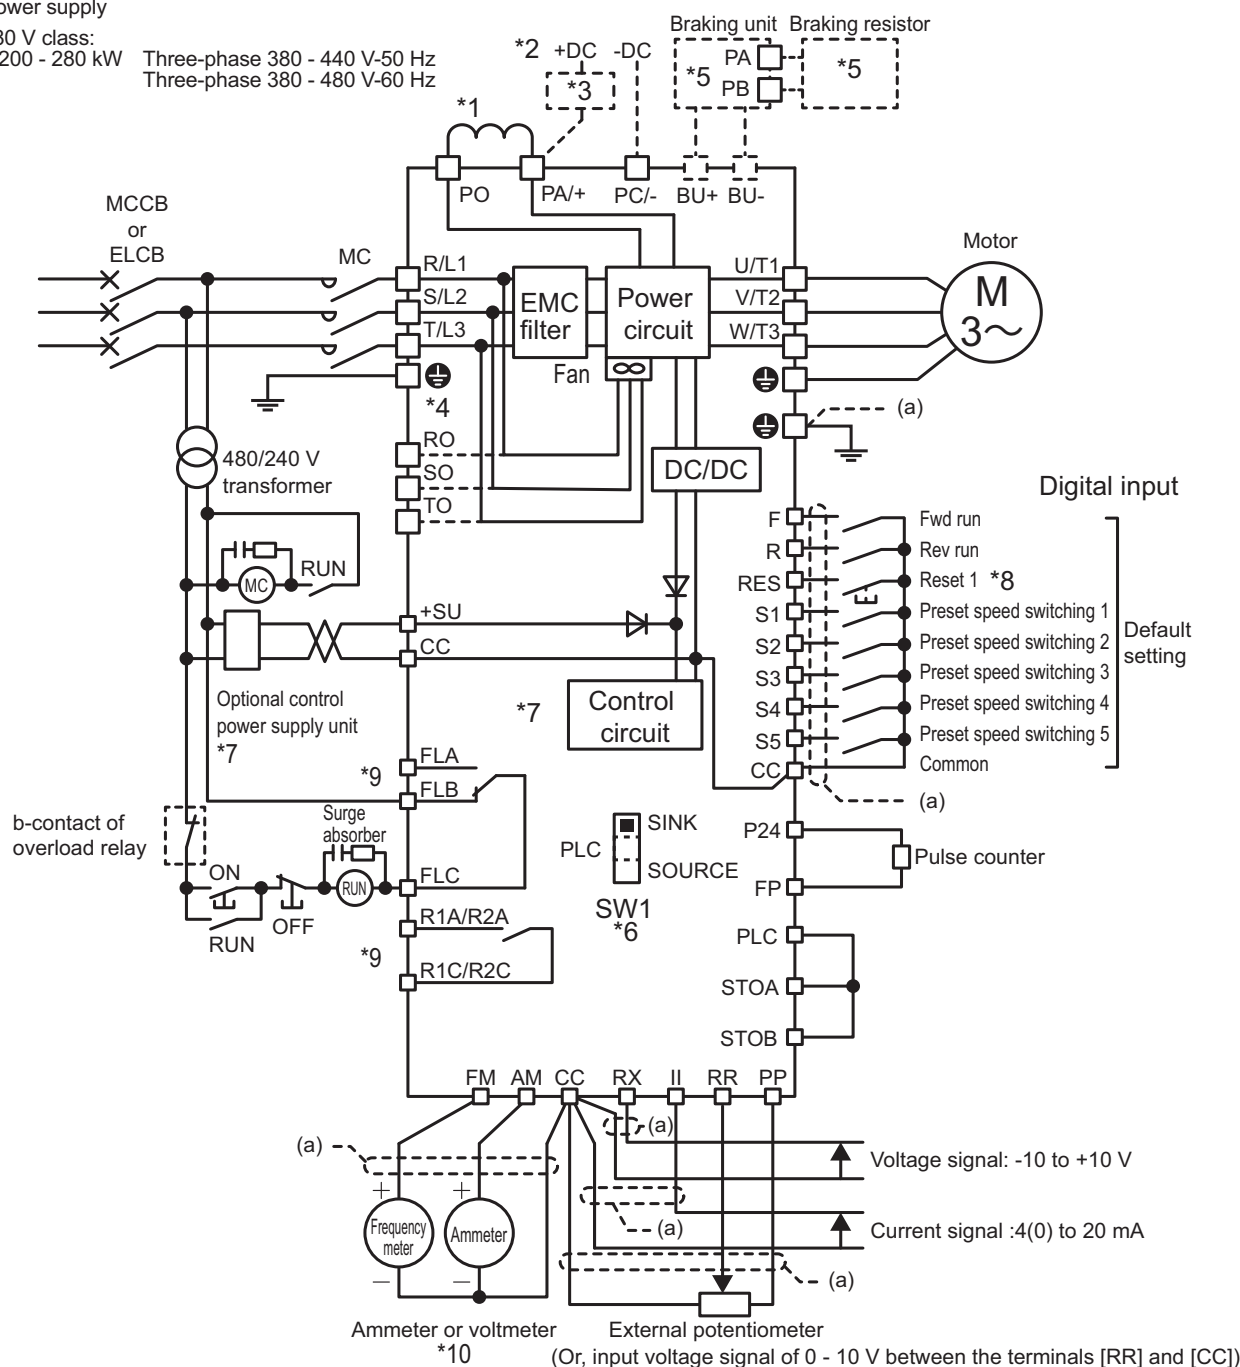 ower supply
30 V class:
200 - 280 kW Three-phase 380 - 440 V-50 Hz
Three-phase 380 - 480 V-60 Hz
*2 +DC -DC
*3
*1
Braking unit Braking resistor
PA
*5
PB
*5
PO PA/+ PC/- BU+ BU-
MCCB
or
ELCB
MC
R/L1
S/L2
T/L3
EMC
filter
Power
circuit
Fan
U/T1
V/T2
W/T3
Motor
M
3～
*4
RO
SO
TO
(a)
DC/DC
480/240 V
transformer
MC
RUN
+SU
CC
Optional control
power supply unit
*7
*7
Control
circuit
Digital input
F Fwd run
R Rev run
RES Reset 1 *8
S1 Preset speed switching 1
S2 Preset speed switching 2
S3 Preset speed switching 3
S4 Preset speed switching 4
S5 Preset speed switching 5
CC Common
Default
setting
(a)
*9
FLA
FLB
FLC
b-contact of
overload relay
Surge
absorber
ON
RUN
OFF
RUN
PLC
SINK
SOURCE
SW1
*6
*9
R1A/R2A
R1C/R2C
P24
FP
Pulse counter
PLC
STOA
STOB
FM AM CC RX II RR PP
(a)
(a)
Voltage signal: -10 to +10 V
(a)
Current signal :4(0) to 20 mA
(a)
+
Frequency
meter
−
+
Ammeter
−
Ammeter or voltmeter
*10
External potentiometer
(Or, input voltage signal of 0 - 10 V between the terminals [RR] and [CC])